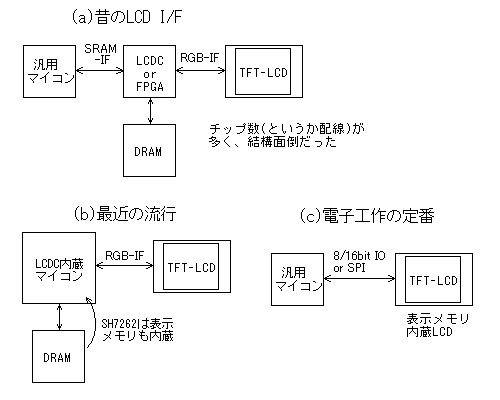 (a)昔のLCD I/F
汎用
マイコン
SRAM
-IF
LCDC
or
FPGA
RGB-IF
TFT-LCD
DRAM
チップ数(というか配線)が
多く、結構面倒だった
(b)最近の流行
LCDC内蔵
マイコン
RGB-IF
TFT-LCD
SH7262は表示
メモリも内蔵
DRAM
(c)電子工作の定番
汎用
マイコン
8/16bit IO
or SPI
TFT-LCD
表示メモリ
内蔵LCD